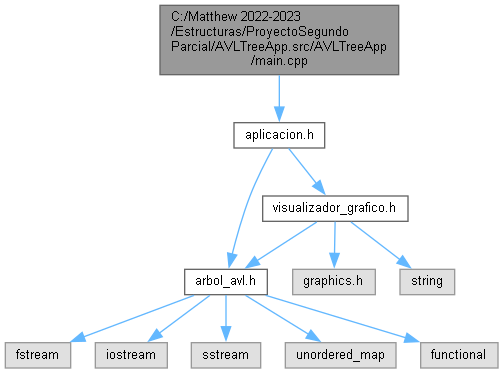 C:/Matthew 2022-2023
/Estructuras/ProyectoSegundo
Parcial/AVLTreeApp.src/AVLTreeApp
/main.cpp
aplicacion.h
visualizador_grafico.h
arbol_avl.h
graphics.h
string
fstream
iostream
sstream
unordered_map
functional